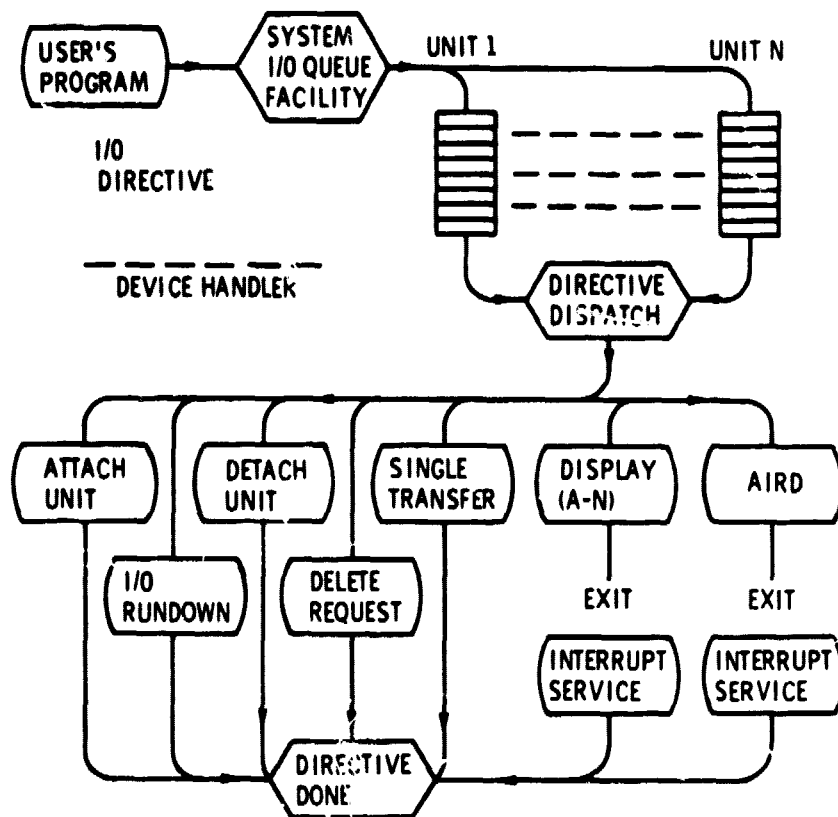 USER'S
PROGRAM
SYSTEM
I/O QUEUE
FACILITY
UNIT 1
UNIT N
I/O
DIRECTIVE
DEVICE HANDLER
DIRECTIVE
DISPATCH
ATTACH
UNIT
DETACH
UNIT
SINGLE
TRANSFER
DISPLAY
(A-N)
AIRD
I/O
RUNDOWN
DELETE
REQUEST
EXIT
EXIT
INTERRUPT
SERVICE
INTERRUPT
SERVICE
DIRECTIVE
DONE